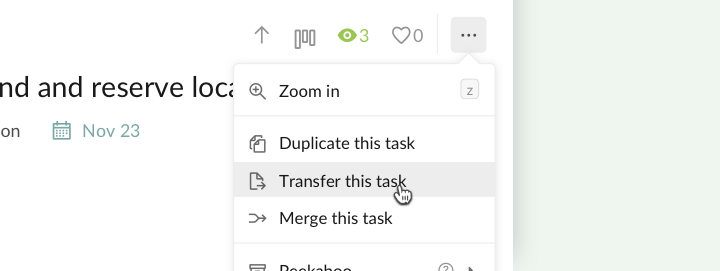 3 0 ...
nd and reserve loca
Zoom in z
on Nov 23
Duplicate this task
Transfer this task
Merge this task
Peekaboo ?